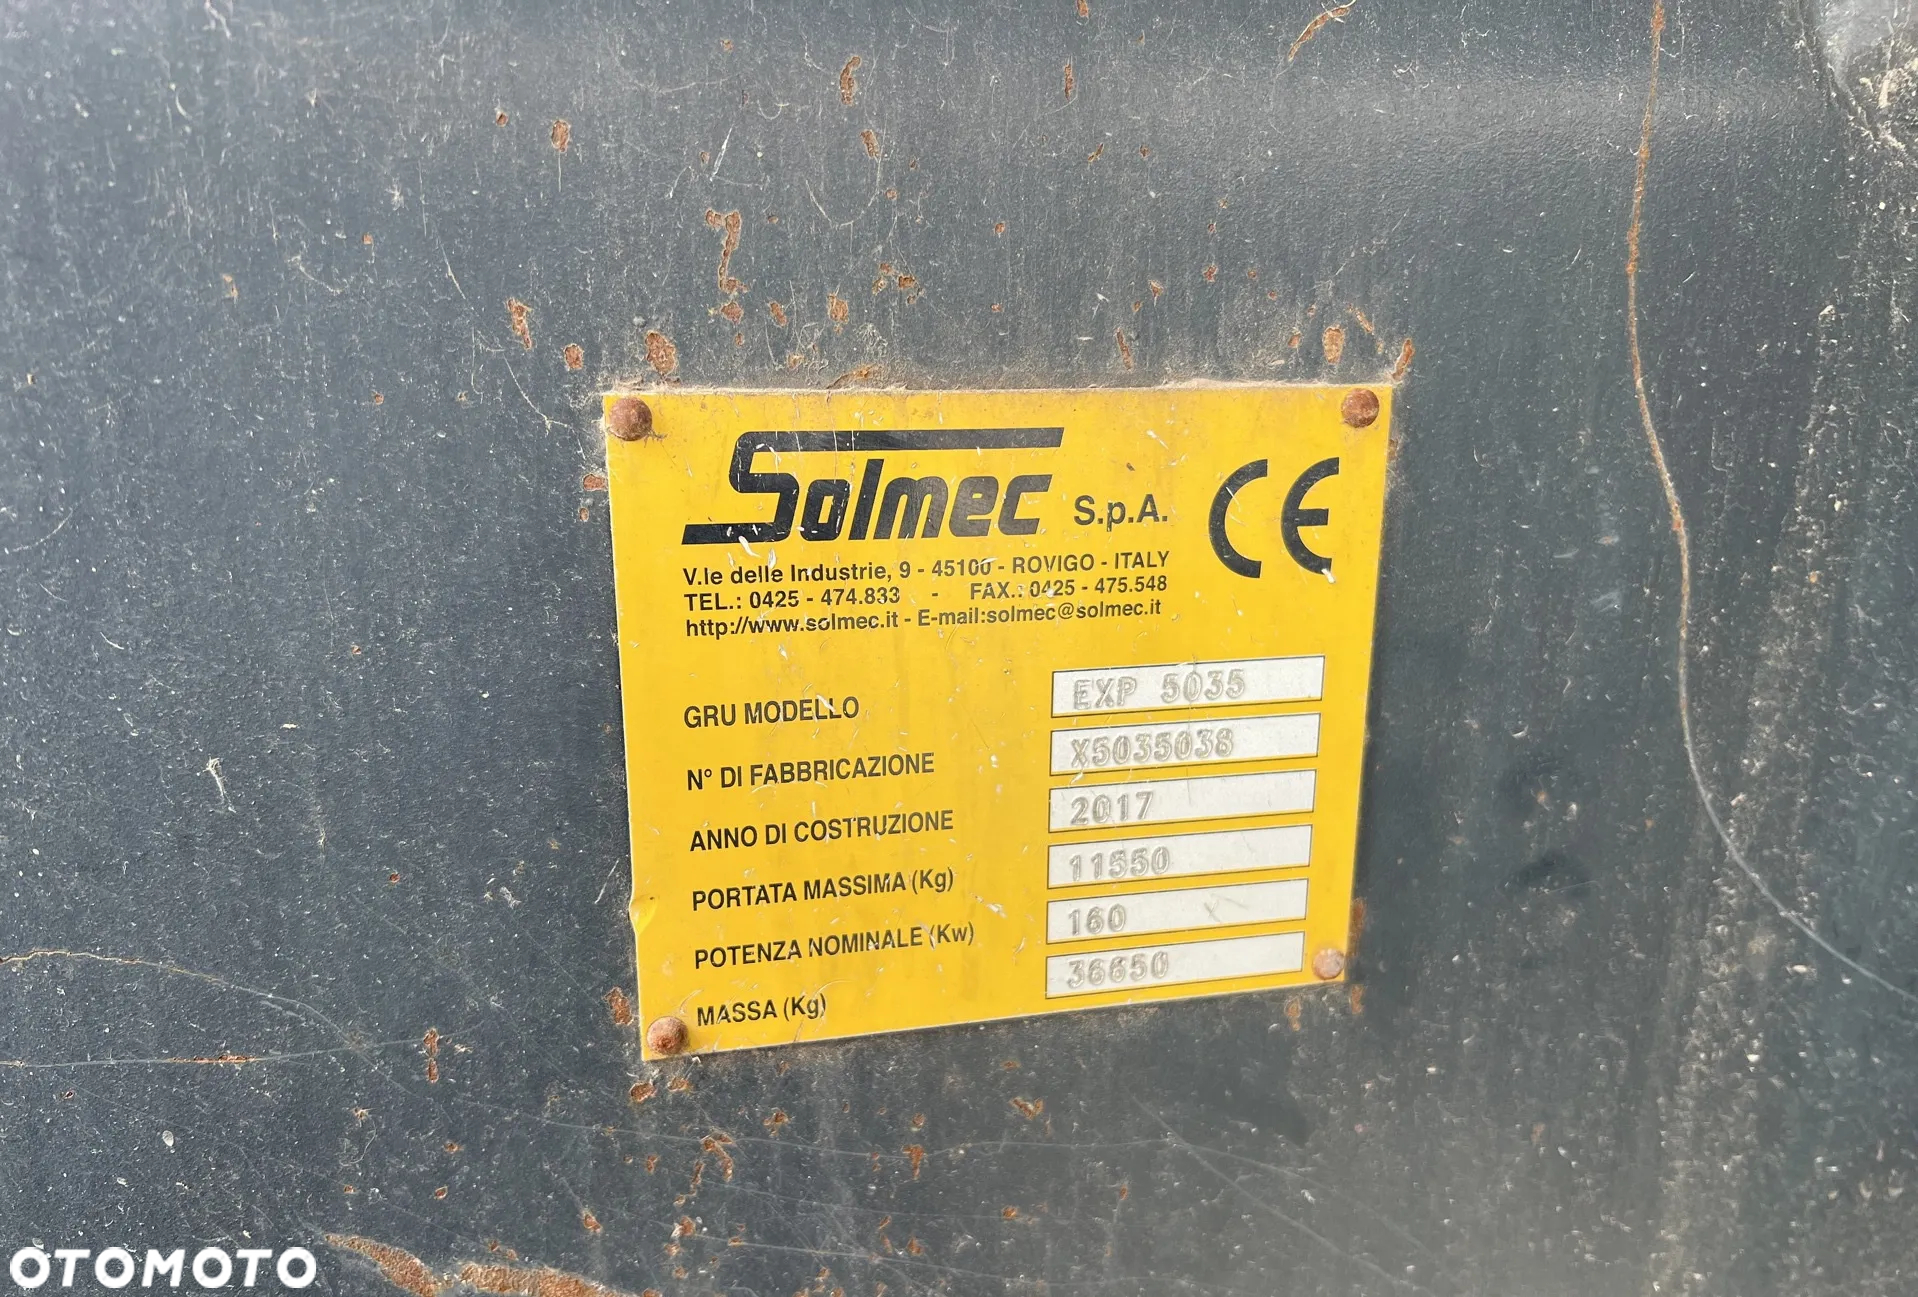 Solmec S.p.A. CE
V.le delle Industrie, 9 - 45100 - ROVIGO - ITALY
TEL.: 0425 - 474.833 - FAX.: 0425 - 475.548
http://www.solmec.it - E-mail:solmec@solmec.it
GRU MODELLO EXP 5035
N° DI FABBRICAZIONE X5035038
ANNO DI COSTRUZIONE 2017
PORTATA MASSIMA (Kg) 11550
POTENZA NOMINALE (Kw) 160
MASSA (Kg) 36650
OTOMOTO